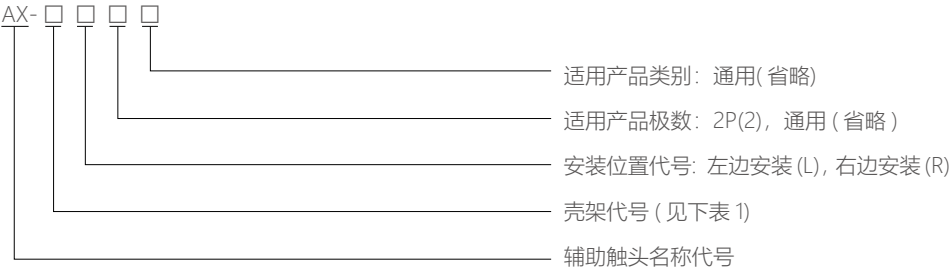 AX-□ □ □ □
适用产品类别：通用( 省略)
适用产品极数：2P(2)，通用 ( 省略 )
安装位置代号: 左边安装 (L), 右边安装 (R)
壳架代号 ( 见下表 1)
辅助触头名称代号